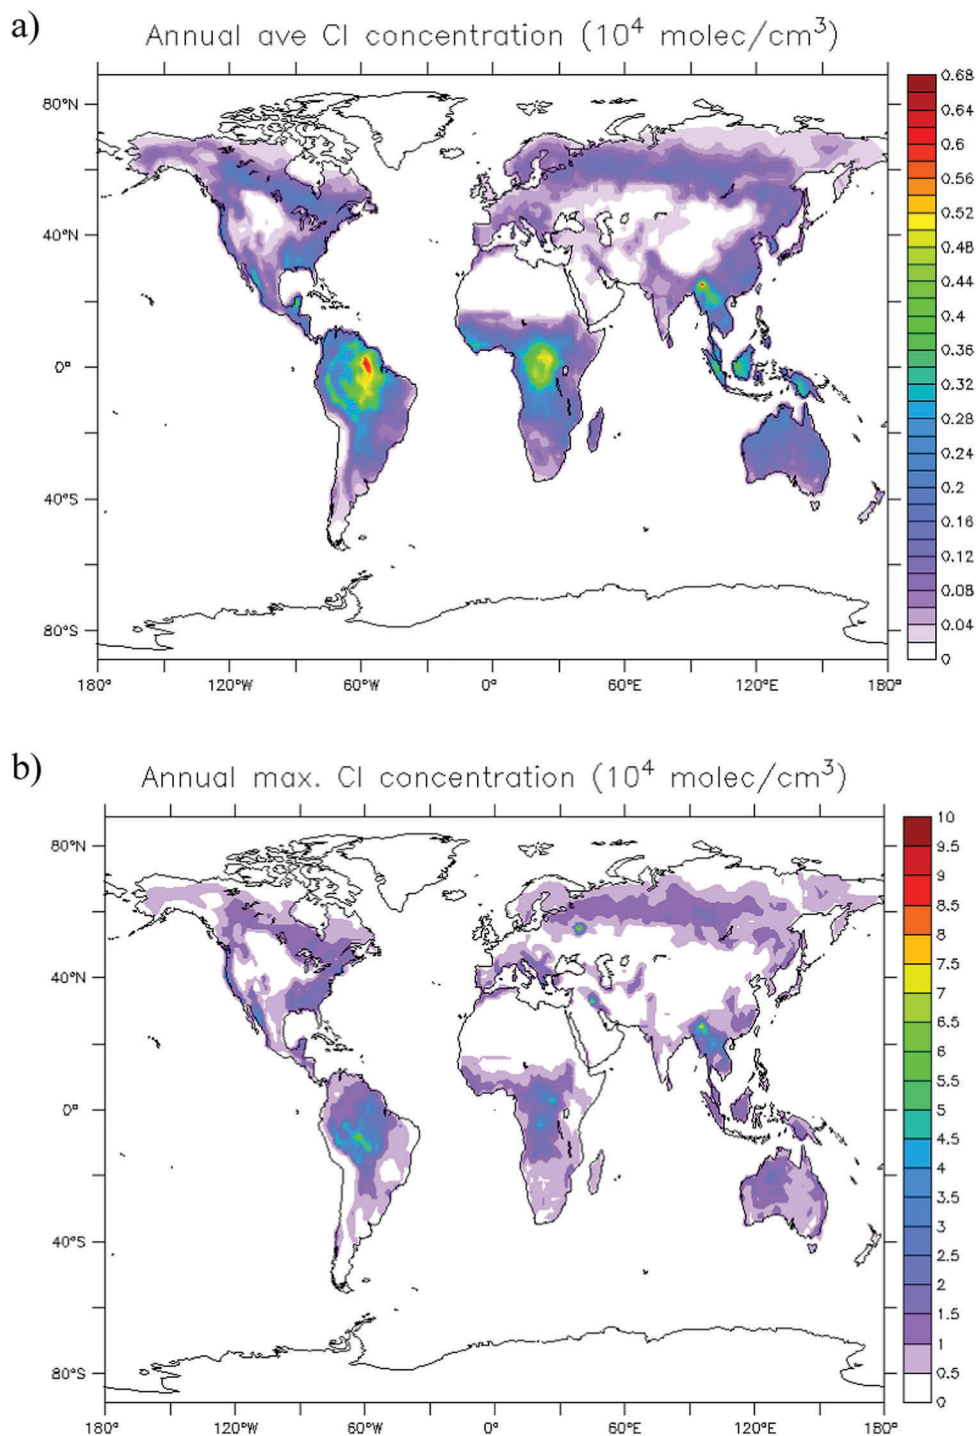 a)
Annual ave CI concentration (10⁴ molec/cm³)
80°N
40°N
0°
40°S
80°S
180°
120°W
60°W
0°
60°E
120°E
180°
0.68
0.64
0.6
0.56
0.52
0.48
0.44
0.4
0.36
0.32
0.28
0.24
0.2
0.16
0.12
0.08
0.04
0
b)
Annual max. CI concentration (10⁴ molec/cm³)
80°N
40°N
0°
40°S
80°S
180°
120°W
60°W
0°
60°E
120°E
180°
10
9.5
9
8.5
8
7.5
7
6.5
6
5.5
5
4.5
4
3.5
3
2.5
2
1.5
1
0.5
0